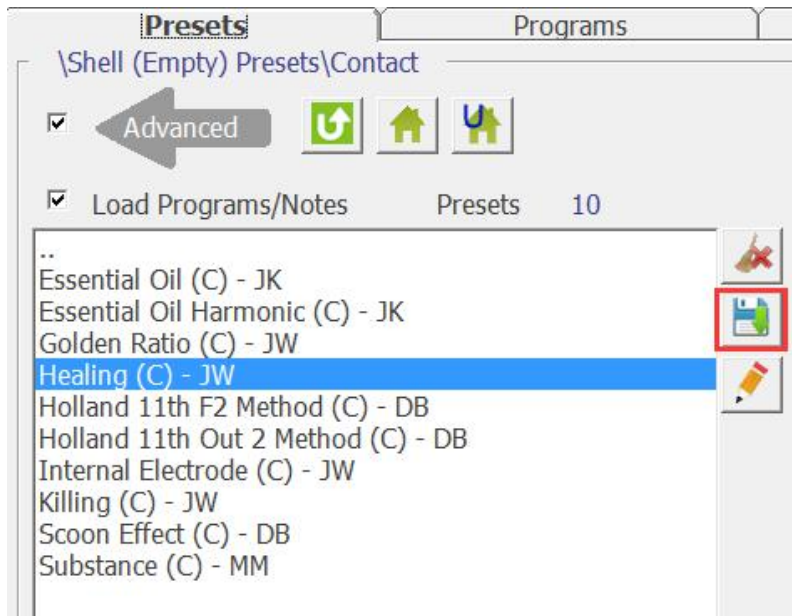 Presets Programs
\Shell (Empty) Presets\Contact
Advanced
Load Programs/Notes Presets 10
..
Essential Oil (C) - JK
Essential Oil Harmonic (C) - JK
Golden Ratio (C) - JW
Healing (C) - JW
Holland 11th F2 Method (C) - DB
Holland 11th Out 2 Method (C) - DB
Internal Electrode (C) - JW
Killing (C) - JW
Scoon Effect (C) - DB
Substance (C) - MM